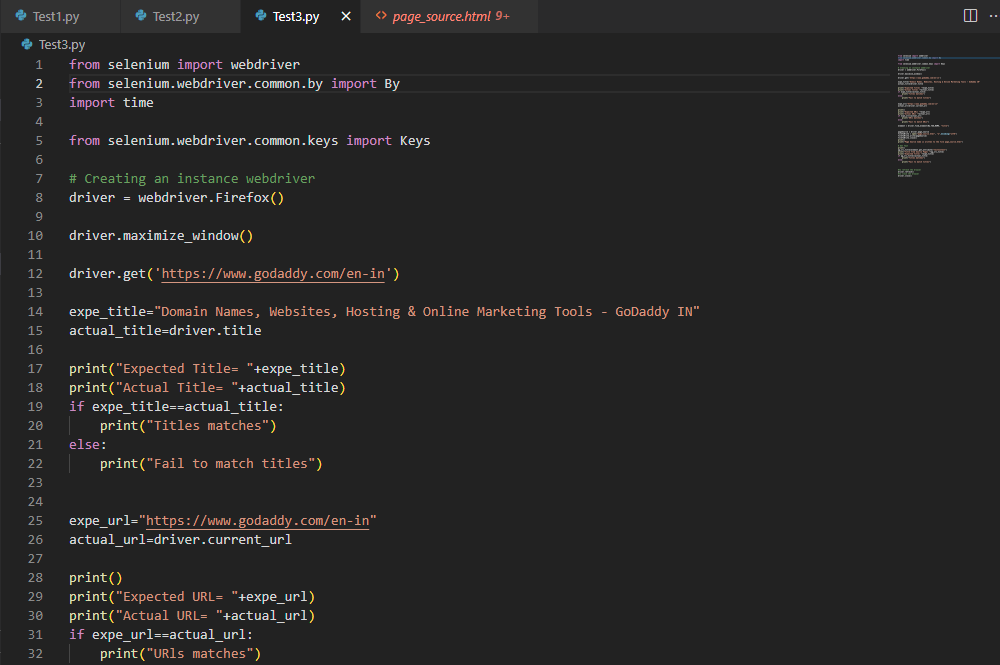 Test1.py Test2.py Test3.py page_source.html 9+
Test3.py
1 from selenium import webdriver
2 from selenium.webdriver.common.by import By
3 import time
4
5 from selenium.webdriver.common.keys import Keys
6
7 # Creating an instance webdriver
8 driver = webdriver.Firefox()
9
10 driver.maximize_window()
11
12 driver.get('https://www.godaddy.com/en-in')
13
14 expe_title="Domain Names, Websites, Hosting & Online Marketing Tools - GoDaddy IN"
15 actual_title=driver.title
16
17 print("Expected Title= "+expe_title)
18 print("Actual Title= "+actual_title)
19 if expe_title==actual_title:
20     print("Titles matches")
21 else:
22     print("Fail to match titles")
23
24
25 expe_url="https://www.godaddy.com/en-in"
26 actual_url=driver.current_url
27
28 print()
29 print("Expected URL= "+expe_url)
30 print("Actual URL= "+actual_url)
31 if expe_url==actual_url:
32     print("URls matches")